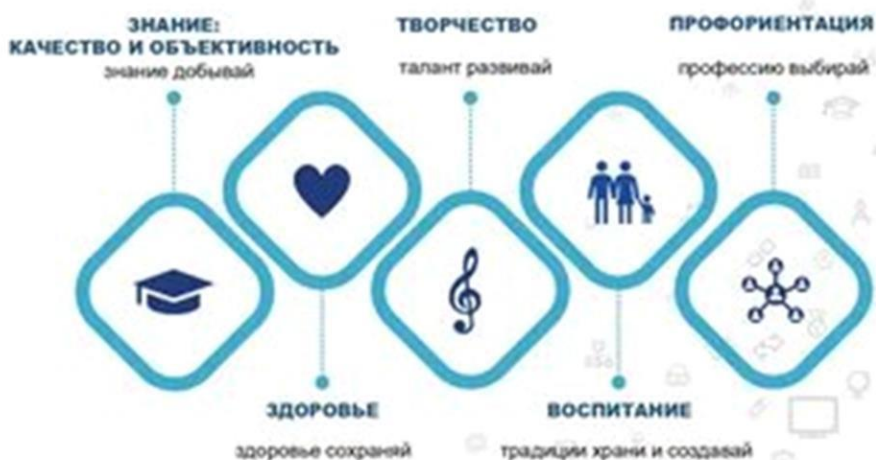 ЗНАНИЕ:
КАЧЕСТВО И ОБЪЕКТИВНОСТЬ
знание добывай
ТВОРЧЕСТВО
талант развивай
ПРОФОРИЕНТАЦИЯ
профессию выбирай
ЗДОРОВЬЕ
здоровье сохраняй
ВОСПИТАНИЕ
традиции храни и создавай